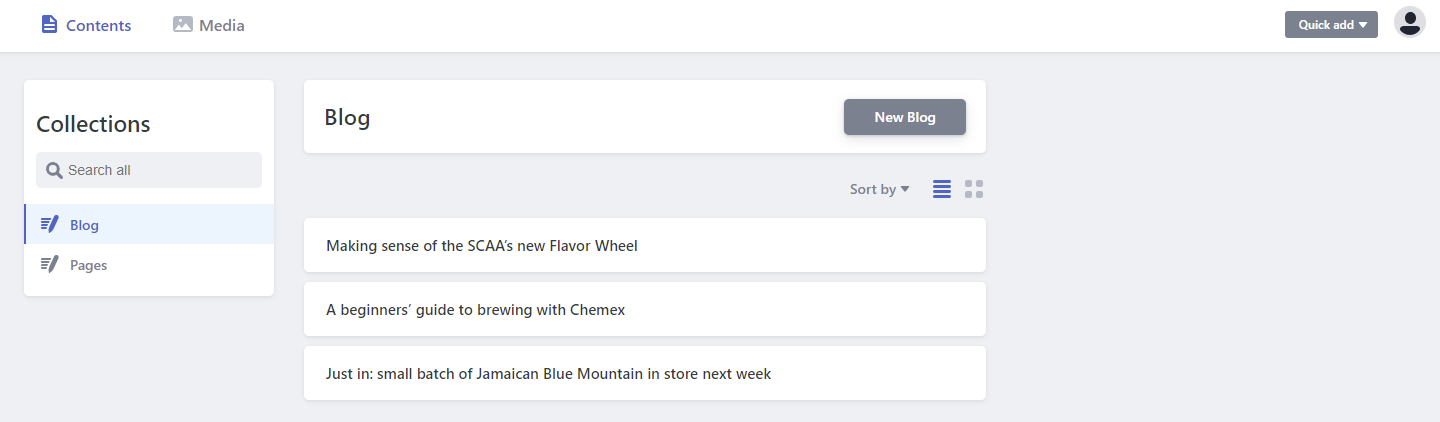 Contents
Media
Quick add
Collections
Search all
Blog
Pages
Blog
New Blog
Sort by
Making sense of the SCAA’s new Flavor Wheel
A beginners’ guide to brewing with Chemex
Just in: small batch of Jamaican Blue Mountain in store next week